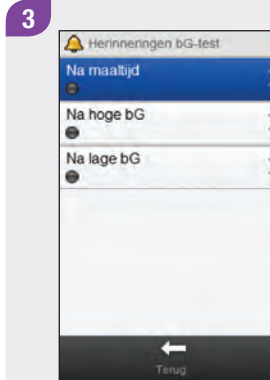 3
Herinneringen bG-test
Na maaltijd
Na hoge bG
Na lage bG
Terug